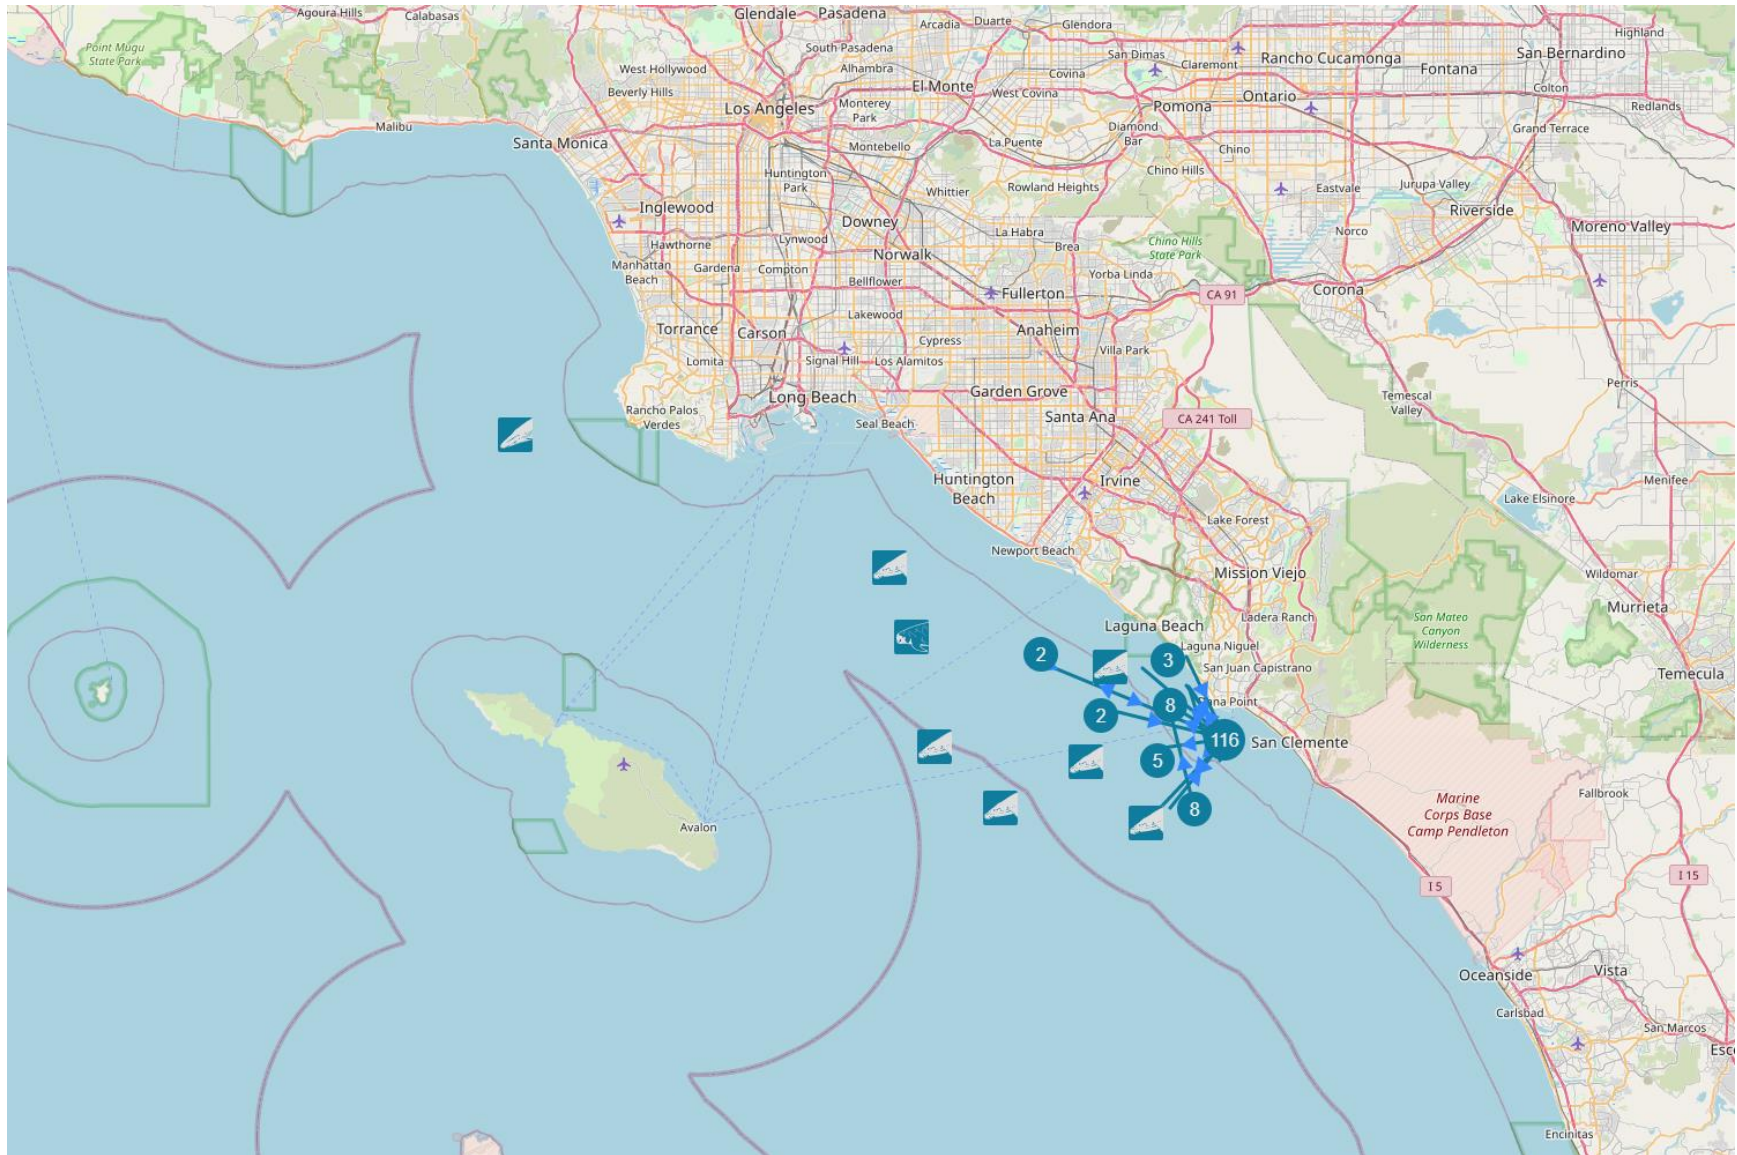 Agoura Hills
Calabasas
Glendale
Pasadena
Arcadia
Duarte
Glendora
Highland
Point Mugu
State Park
South Pasadena
San Dimas
Claremont
Rancho Cucamonga
San Bernardino
West Hollywood
Alhambra
Covina
Fontana
Beverly Hills
El Monte
West Covina
Ontario
Colton
Los Angeles
Monterey
Park
Pomona
Redlands
Malibu
Santa Monica
Montebello
La Puente
Diamond
Bar
Chino
Grand Terrace
Huntington
Park
Whittier
Rowland Heights
Chino Hills
Eastvale
Jurupa Valley
Inglewood
Downey
Riverside
Hawthorne
Lynwood
Norwalk
La Habra
Brea
Chino Hills
State Park
Norco
Moreno Valley
Manhattan
Beach
Gardena
Compton
Bellflower
Yorba Linda
Fullerton
CA 91
Corona
Torrance
Carson
Lakewood
Anaheim
Cypress
Villa Park
Lomita
Signal Hill
Los Alamitos
Perris
Rancho Palos
Verdes
Long Beach
Seal Beach
Garden Grove
Santa Ana
CA 241 Toll
Temescal
Valley
Huntington
Beach
Irvine
Menifee
Lake Elsinore
Lake Forest
Newport Beach
Mission Viejo
Wildomar
Murrieta
Laguna Beach
Ladera Ranch
San Mateo
Canyon
Wilderness
2
3
Laguna Niguel
San Juan Capistrano
Temecula
8
ana Point
2
116
San Clemente
5
8
Fallbrook
Marine
Corps Base
Camp Pendleton
Avalon
I 5
I 15
Oceanside
Vista
Carlsbad
San Marcos
Esc
Encinitas